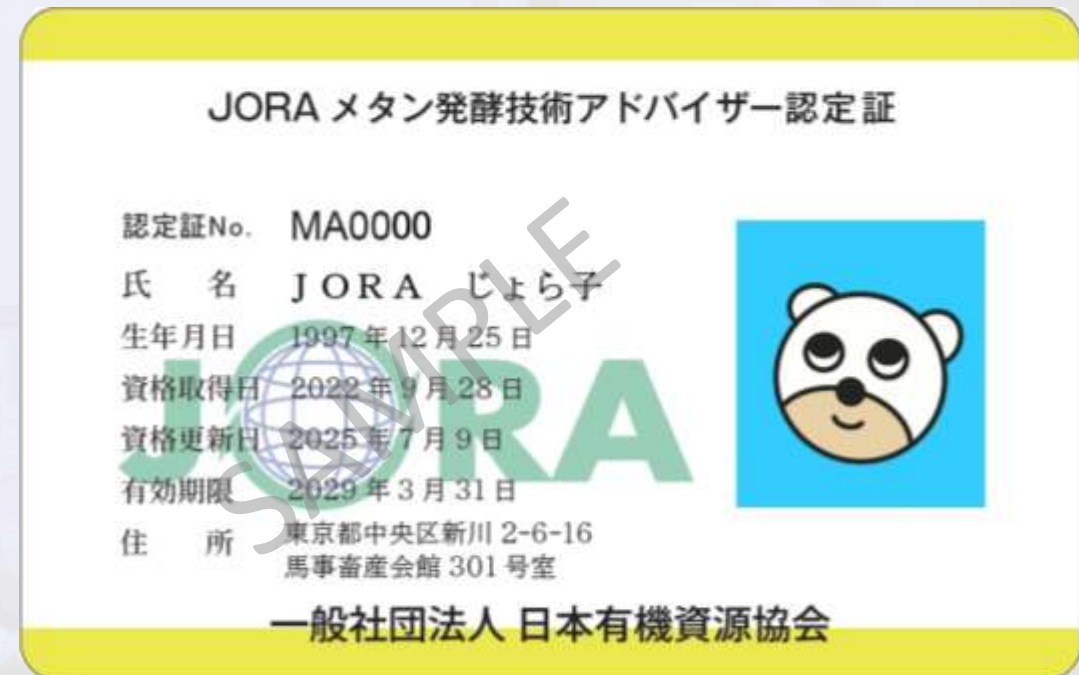 JORA メタン発酵技術アドバイザー認定証
認定証No. MA0000
氏 名 JORA じょら子
生年月日 1997年12月25日
資格取得日 2022年9月28日
資格更新日 2025年7月9日
有効期限 2029年3月31日
住 所 東京都中央区新川 2-6-16
馬事畜産会館 301 号室
一般社団法人 日本有機資源協会
JORA
SAMPLE